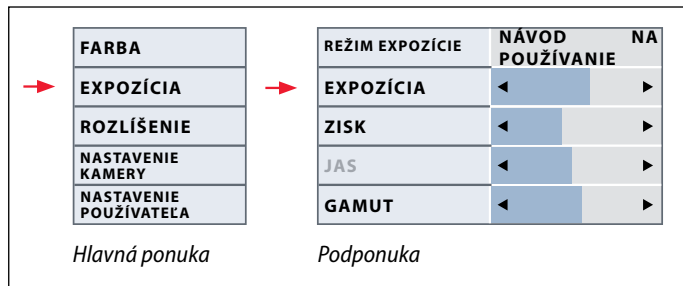 FARBA
EXPOZÍCIA
ROZLÍŠENIE
NASTAVENIE
KAMERY
NASTAVENIE
POUŽÍVATEĽA
Hlavná ponuka
REŽIM EXPOZÍCIE
NÁVOD NA
POUŽÍVANIE
EXPOZÍCIA
ZISK
JAS
GAMUT
Podponuka